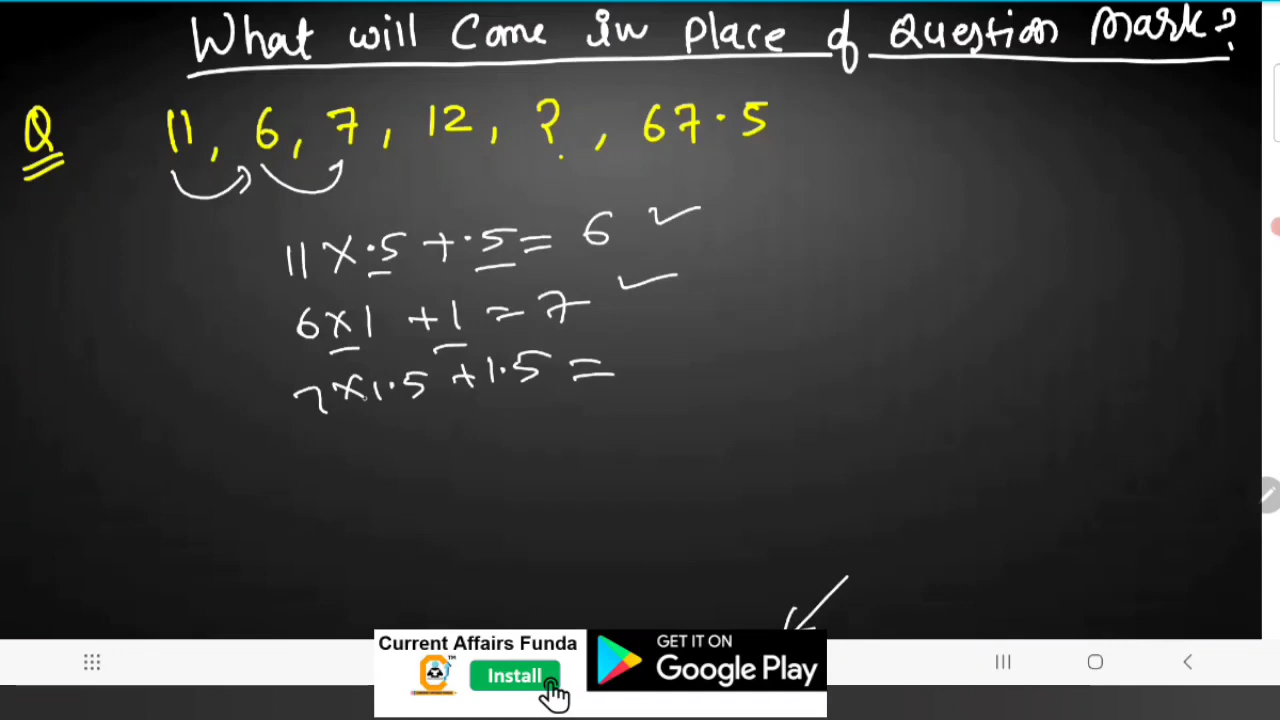 What will Come in place of Question Mark?
Q 11, 6, 7, 12, ?, 67.5
11 × .5 + .5 = 6 ✓
6 × 1 + 1 = 7 ✓
7 × 1.5 + 1.5 =
Current Affairs Funda
Install
GET IT ON
Google Play